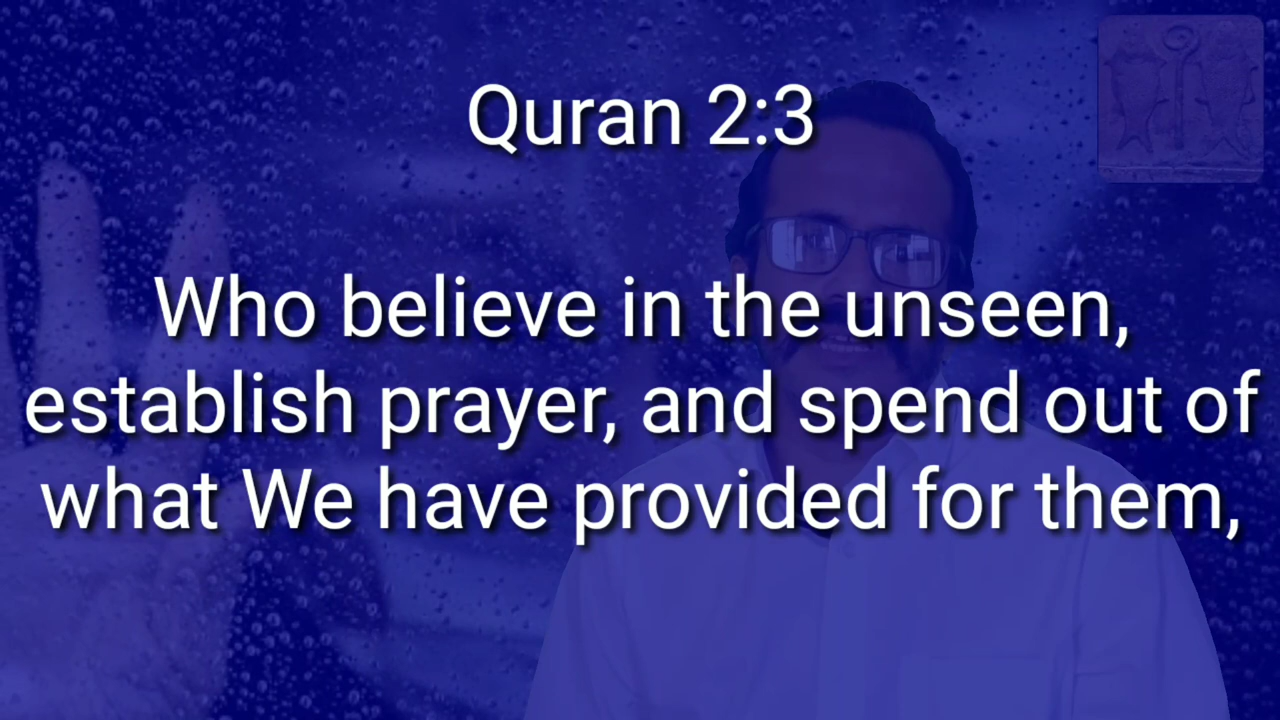 Quran 2:3
Who believe in the unseen,
establish prayer, and spend out of
what We have provided for them,